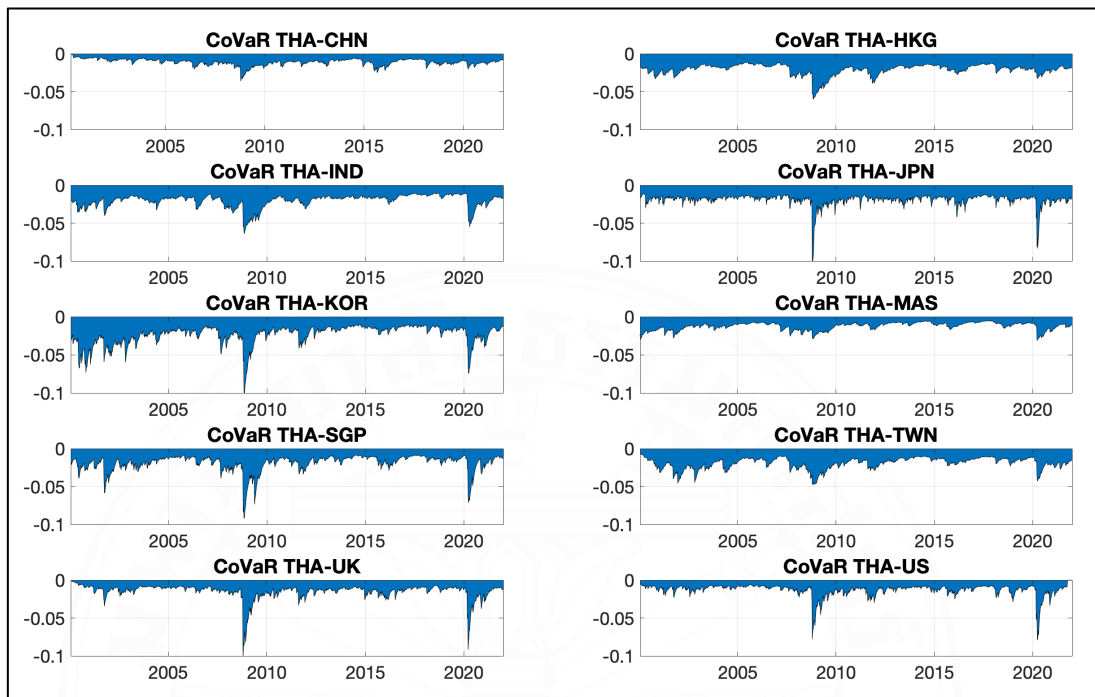 CoVaR THA-CHN
0
-0.05
-0.1
2005 2010 2015 2020
CoVaR THA-HKG
0
-0.05
-0.1
2005 2010 2015 2020
CoVaR THA-IND
0
-0.05
-0.1
2005 2010 2015 2020
CoVaR THA-JPN
0
-0.05
-0.1
2005 2010 2015 2020
CoVaR THA-KOR
0
-0.05
-0.1
2005 2010 2015 2020
CoVaR THA-MAS
0
-0.05
-0.1
2005 2010 2015 2020
CoVaR THA-SGP
0
-0.05
-0.1
2005 2010 2015 2020
CoVaR THA-TWN
0
-0.05
-0.1
2005 2010 2015 2020
CoVaR THA-UK
0
-0.05
-0.1
2005 2010 2015 2020
CoVaR THA-US
0
-0.05
-0.1
2005 2010 2015 2020